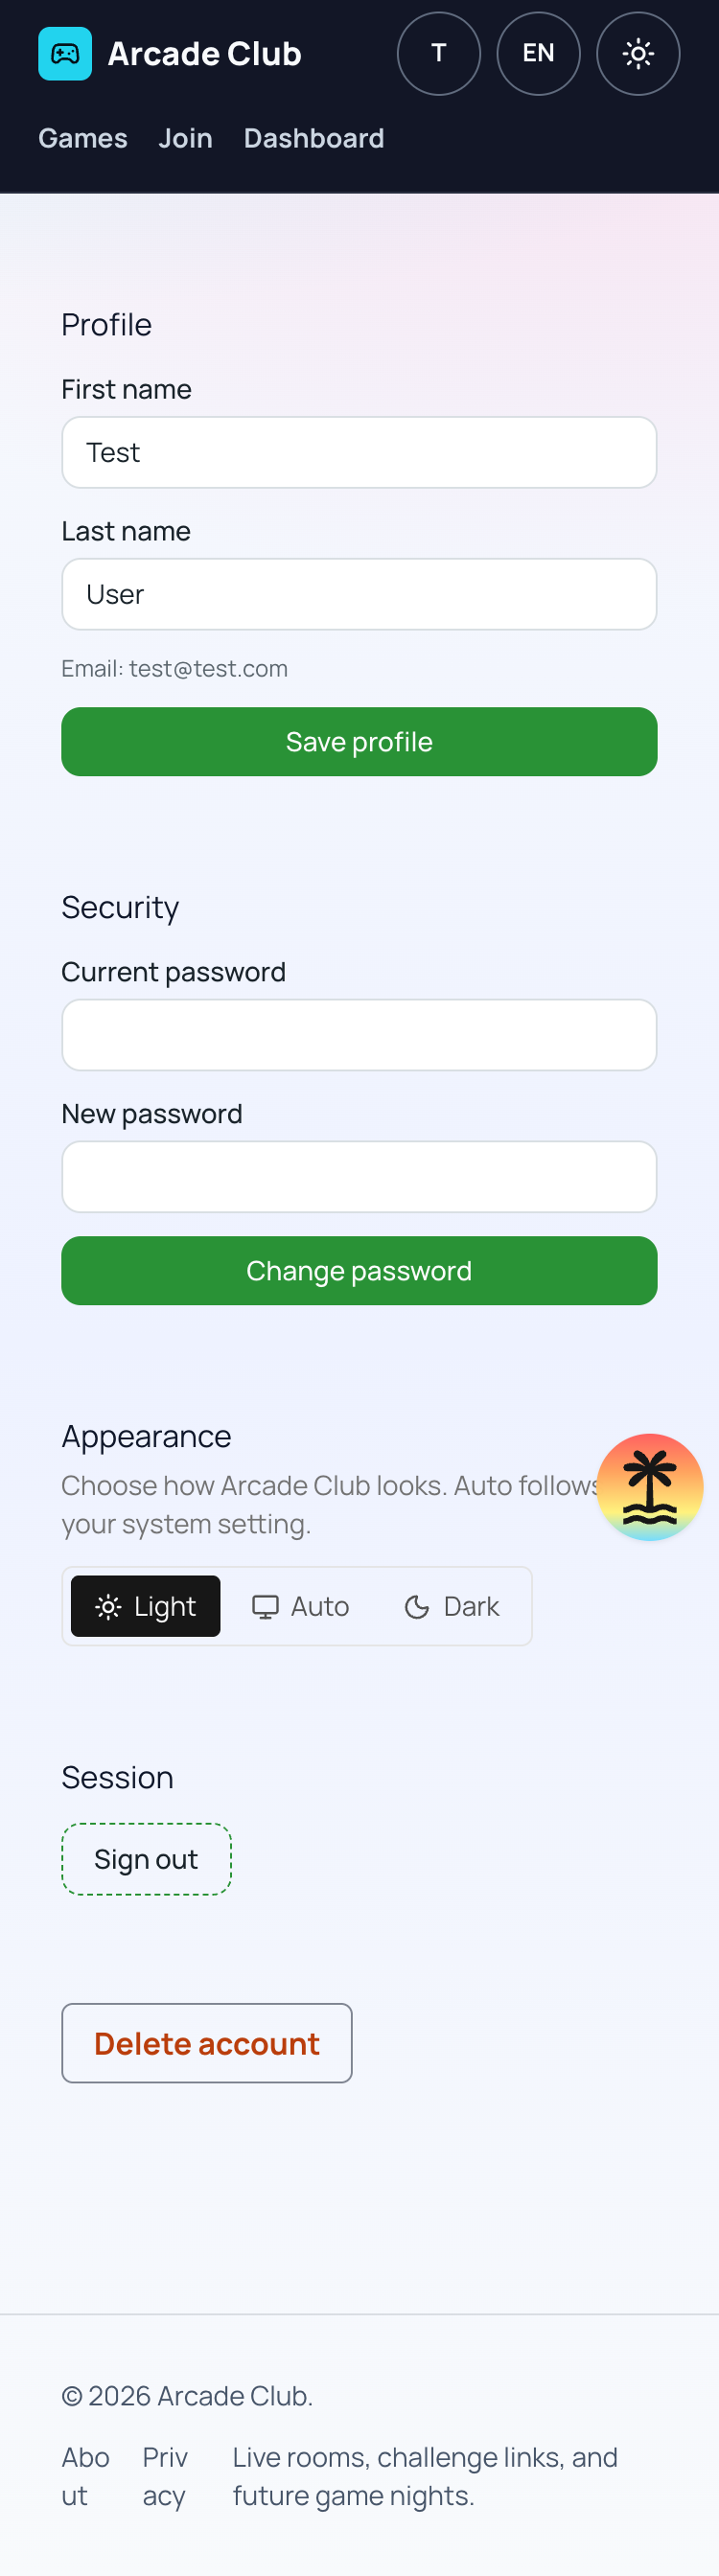 Arcade Club
T
EN
Games Join Dashboard
Profile
First name
Test
Last name
User
Email: test@test.com
Save profile
Security
Current password
New password
Change password
Appearance
Choose how Arcade Club looks. Auto follows
your system setting.
Light Auto Dark
Session
Sign out
Delete account
© 2026 Arcade Club.
Abo
ut
Priv
acy
Live rooms, challenge links, and
future game nights.